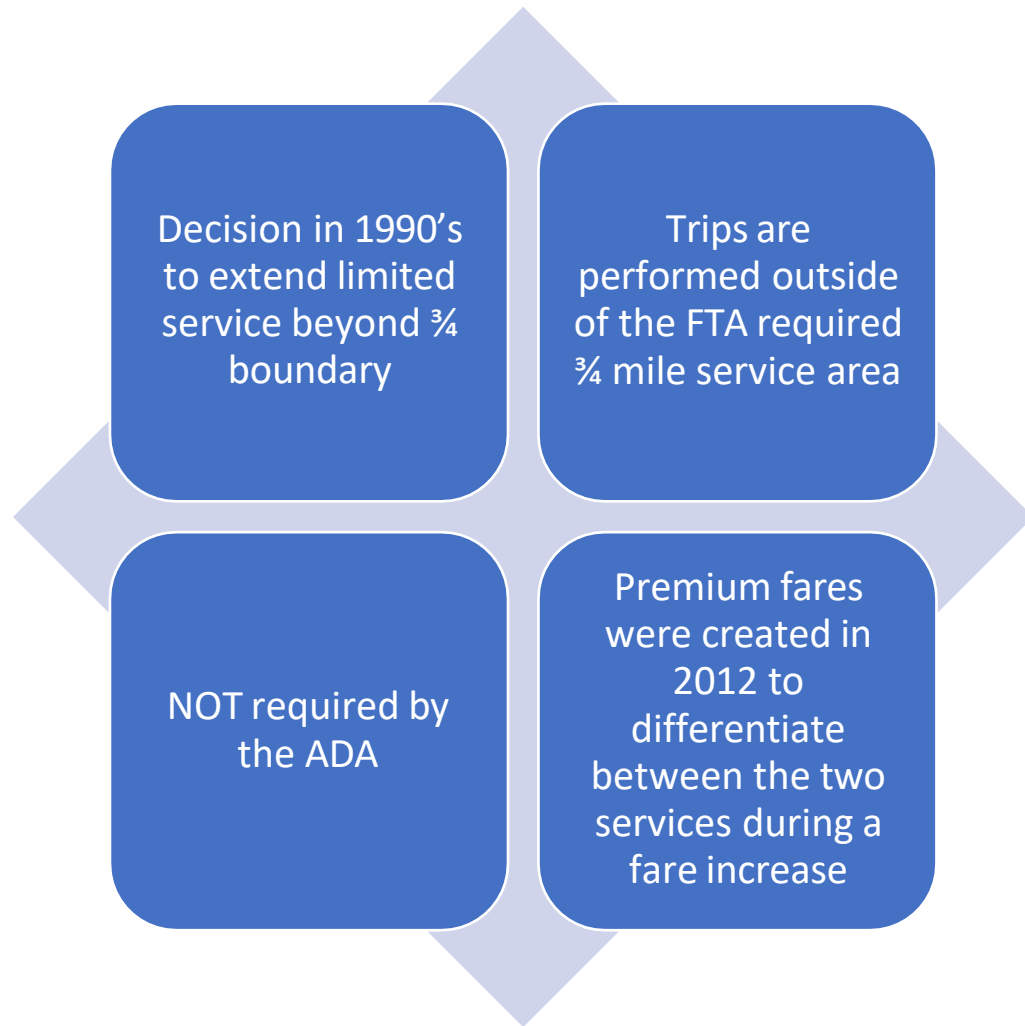 Decision in 1990’s
to extend limited
service beyond ¾
boundary
Trips are
performed outside
of the FTA required
¾ mile service area
NOT required by
the ADA
Premium fares
were created in
2012 to
differentiate
between the two
services during a
fare increase